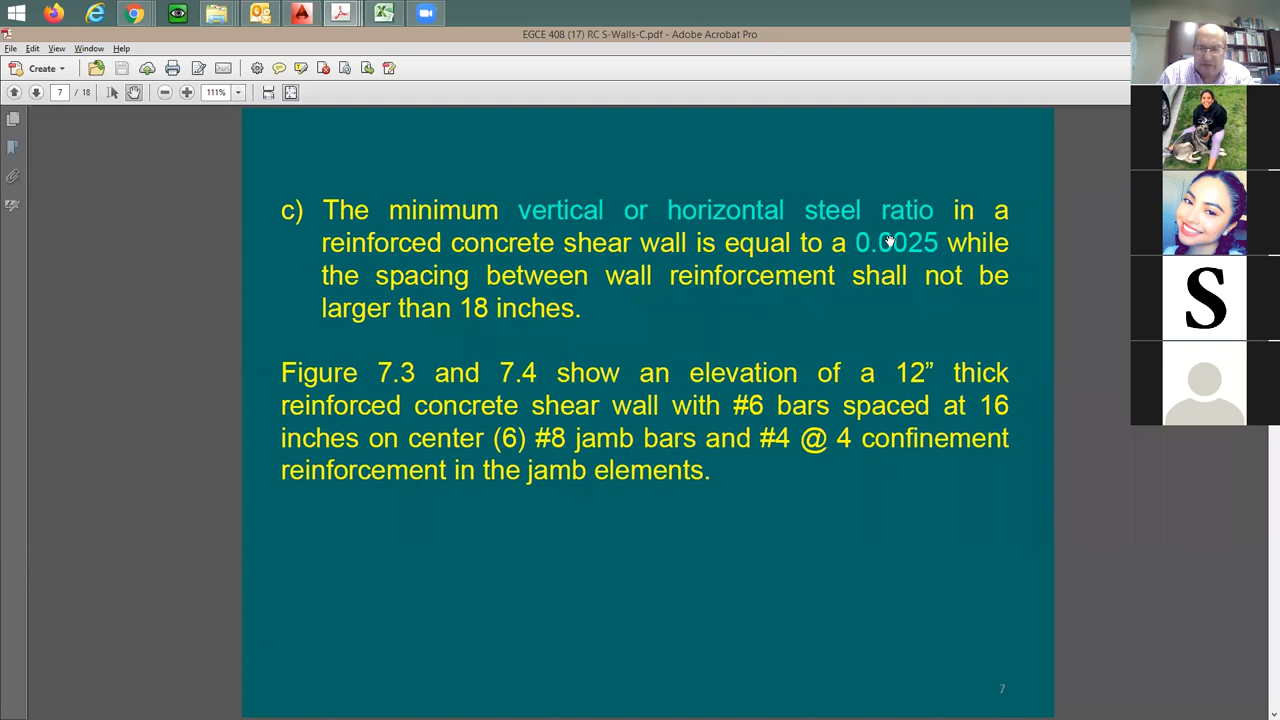 EGCE 408 (17) RC S-Walls-C.pdf - Adobe Acrobat Pro
File Edit View Window Help
Create
7 / 18 111%
c) The minimum vertical or horizontal steel ratio in a
reinforced concrete shear wall is equal to a 0.0025 while
the spacing between wall reinforcement shall not be
larger than 18 inches.
Figure 7.3 and 7.4 show an elevation of a 12” thick
reinforced concrete shear wall with #6 bars spaced at 16
inches on center (6) #8 jamb bars and #4 @ 4 confinement
reinforcement in the jamb elements.
7
S